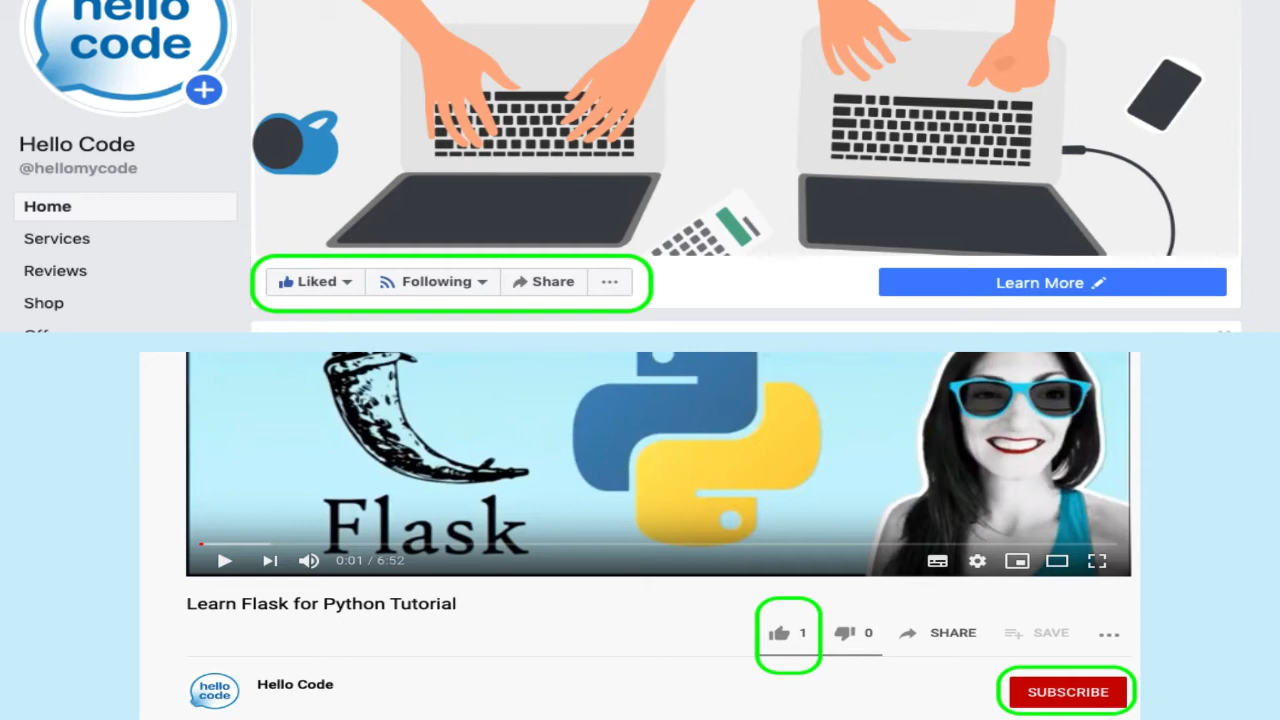 hello
code
Hello Code
@hellomycode
Home
Services
Reviews
Shop
Liked
Following
Share
Learn More
Flask
0:01 / 6:52
Learn Flask for Python Tutorial
1
0
SHARE
SAVE
hello
code
Hello Code
SUBSCRIBE